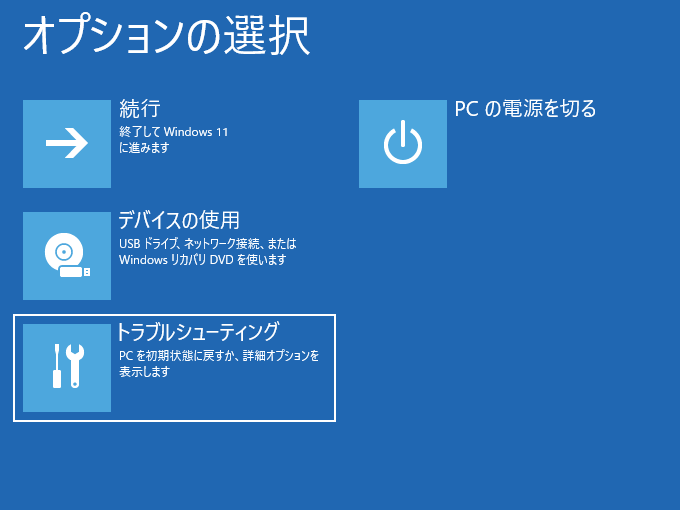 オプションの選択
続行
終了して Windows 11
に進みます
PC の電源を切る
デバイスの使用
USB ドライブ、ネットワーク接続、または
Windows リカバリ DVD を使います
トラブルシューティング
PC を初期状態に戻すか、詳細オプションを
表示します